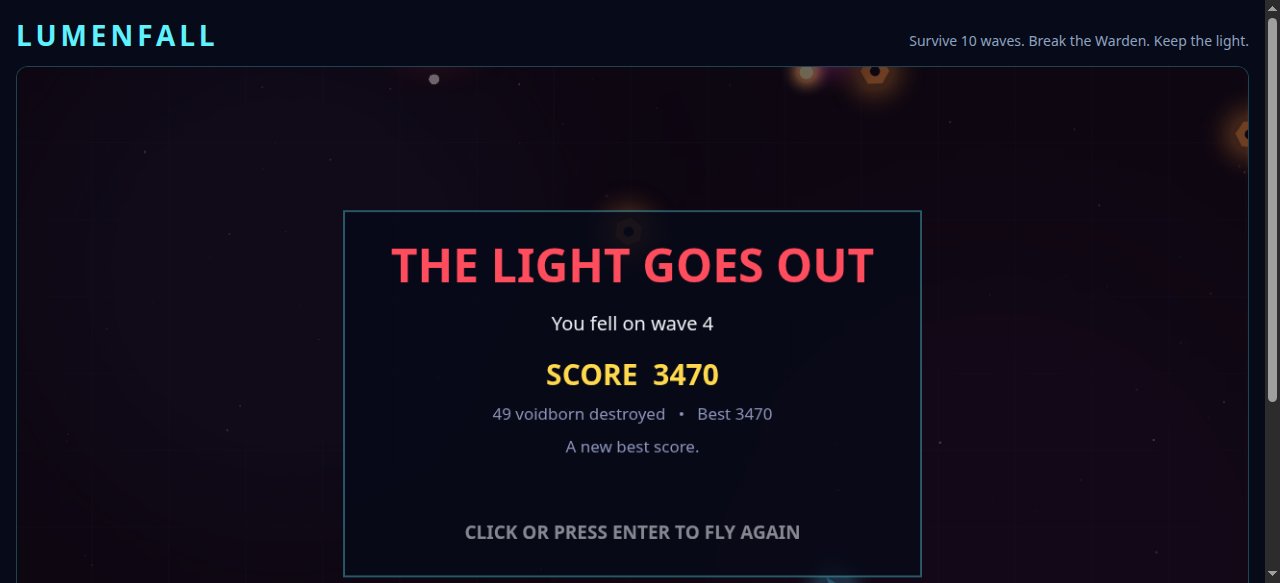 LUMENFALL
Survive 10 waves. Break the Warden. Keep the light.
THE LIGHT GOES OUT
You fell on wave 4
SCORE 3470
49 voidborn destroyed • Best 3470
A new best score.
CLICK OR PRESS ENTER TO FLY AGAIN